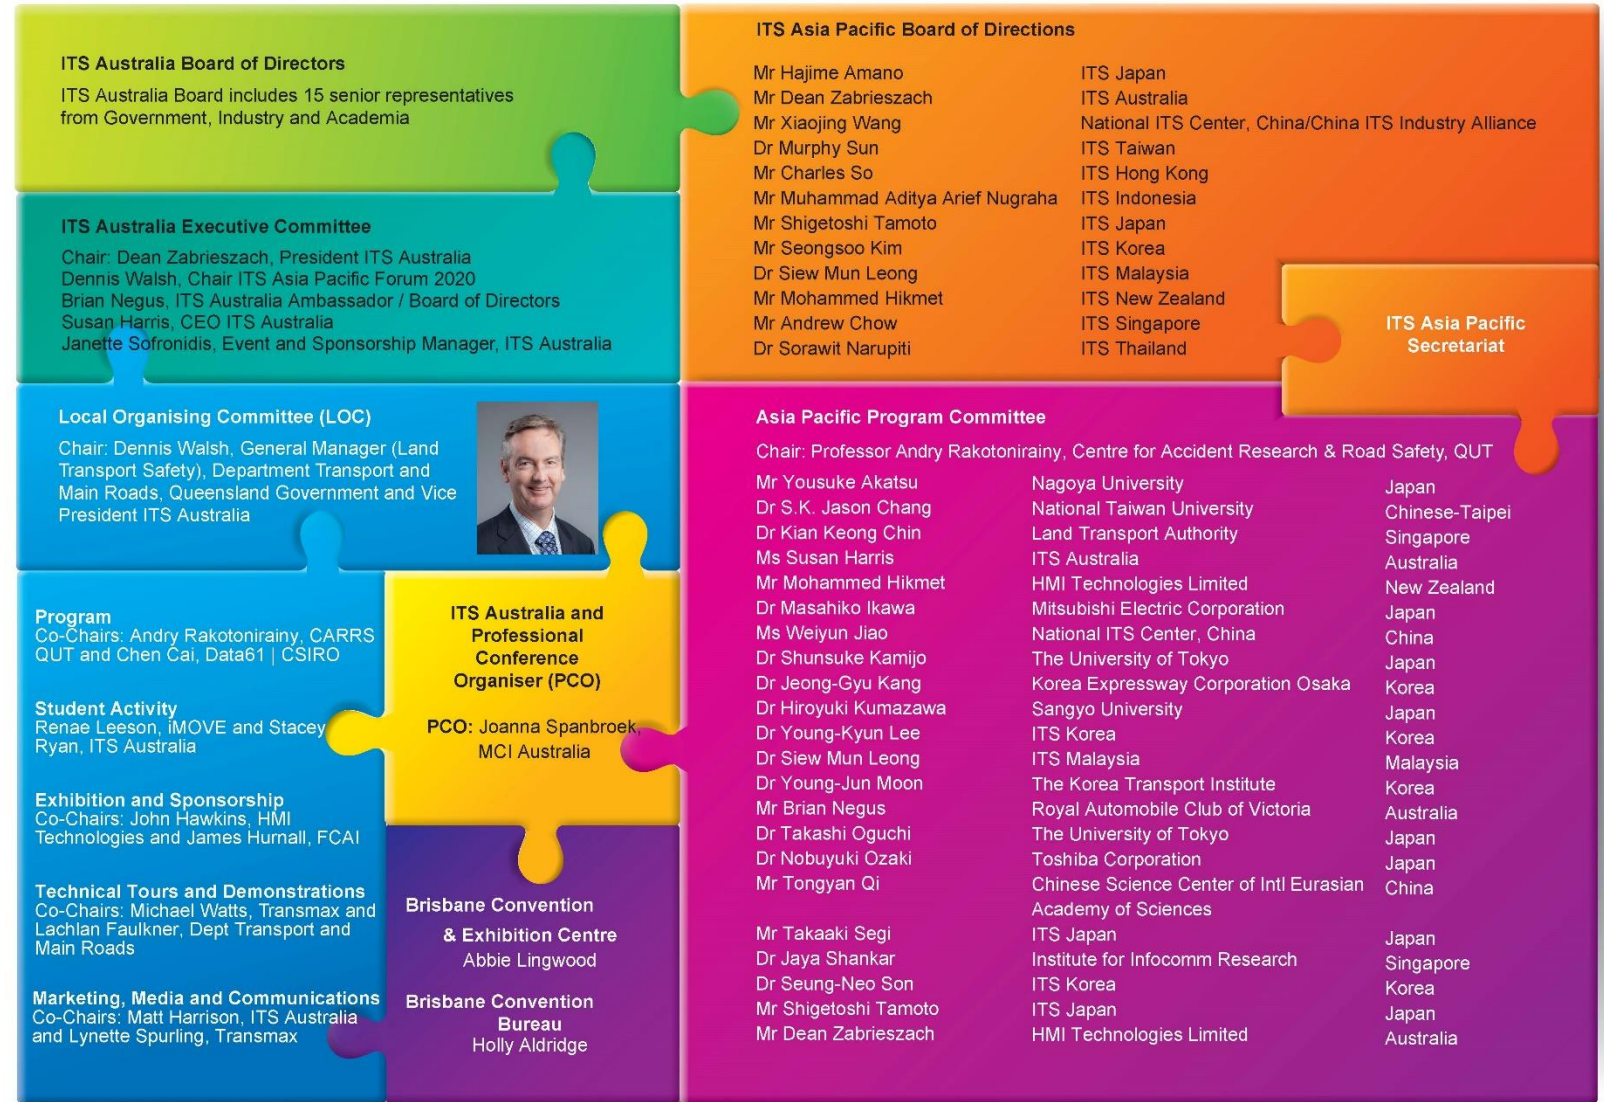 ITS Australia Board of Directors
ITS Australia Board includes 15 senior representatives
from Government, Industry and Academia
ITS Australia Executive Committee
Chair: Dean Zabrieszach, President ITS Australia
Dennis Walsh, Chair ITS Asia Pacific Forum 2020
Brian Negus, ITS Australia Ambassador / Board of Directors
Susan Harris, CEO ITS Australia
Janette Sofronidis, Event and Sponsorship Manager, ITS Australia
Local Organising Committee (LOC)
Chair: Dennis Walsh, General Manager (Land
Transport Safety), Department Transport and
Main Roads, Queensland Government and Vice
President ITS Australia
Program
Co-Chairs: Andry Rakotonirainy, CARRS
QUT and Chen Cai, Data61 | CSIRO
Student Activity
Renae Leeson, iMOVE and Stacey
Ryan, ITS Australia
Exhibition and Sponsorship
Co-Chairs: John Hawkins, HMI
Technologies and James Hurnall, FCAI
Technical Tours and Demonstrations
Co-Chairs: Michael Watts, Transmax and
Lachlan Faulkner, Dept Transport and
Main Roads
Marketing, Media and Communications
Co-Chairs: Matt Harrison, ITS Australia
and Lynette Spurling, Transmax
ITS Australia and
Professional
Conference
Organiser (PCO)
PCO: Joanna Spanbroek,
MCI Australia
Brisbane Convention
& Exhibition Centre
Abbie Lingwood
Brisbane Convention
Bureau
Holly Aldridge
ITS Asia Pacific Board of Directions
Mr Hajime Amano ITS Japan
Mr Dean Zabrieszach ITS Australia
Mr Xiaojing Wang National ITS Center, China/China ITS Industry Alliance
Dr Murphy Sun ITS Taiwan
Mr Charles So ITS Hong Kong
Mr Muhammad Aditya Arief Nugraha ITS Indonesia
Mr Shigetoshi Tamoto ITS Japan
Mr Seongsoo Kim ITS Korea
Dr Siew Mun Leong ITS Malaysia
Mr Mohammed Hikmet ITS New Zealand
Mr Andrew Chow ITS Singapore
Dr Sorawit Narupiti ITS Thailand
ITS Asia Pacific
Secretariat
Asia Pacific Program Committee
Chair: Professor Andry Rakotonirainy, Centre for Accident Research & Road Safety, QUT
Mr Yousuke Akatsu Nagoya University Japan
Dr S.K. Jason Chang National Taiwan University Chinese-Taipei
Dr Kian Keong Chin Land Transport Authority Singapore
Ms Susan Harris ITS Australia Australia
Mr Mohammed Hikmet HMI Technologies Limited New Zealand
Dr Masahiko Ikawa Mitsubishi Electric Corporation Japan
Ms Weiyun Jiao National ITS Center, China China
Dr Shunsuke Kamijo The University of Tokyo Japan
Dr Jeong-Gyu Kang Korea Expressway Corporation Osaka Korea
Dr Hiroyuki Kumazawa Sangyo University Japan
Dr Young-Kyun Lee ITS Korea Korea
Dr Siew Mun Leong ITS Malaysia Malaysia
Dr Young-Jun Moon The Korea Transport Institute Korea
Mr Brian Negus Royal Automobile Club of Victoria Australia
Dr Takashi Oguchi The University of Tokyo Japan
Dr Nobuyuki Ozaki Toshiba Corporation Japan
Mr Tongyan Qi Chinese Science Center of Intl Eurasian China
Academy of Sciences
Mr Takaaki Segi ITS Japan Japan
Dr Jaya Shankar Institute for Infocomm Research Singapore
Dr Seung-Neo Son ITS Korea Korea
Mr Shigetoshi Tamoto ITS Japan Japan
Mr Dean Zabrieszach HMI Technologies Limited Australia